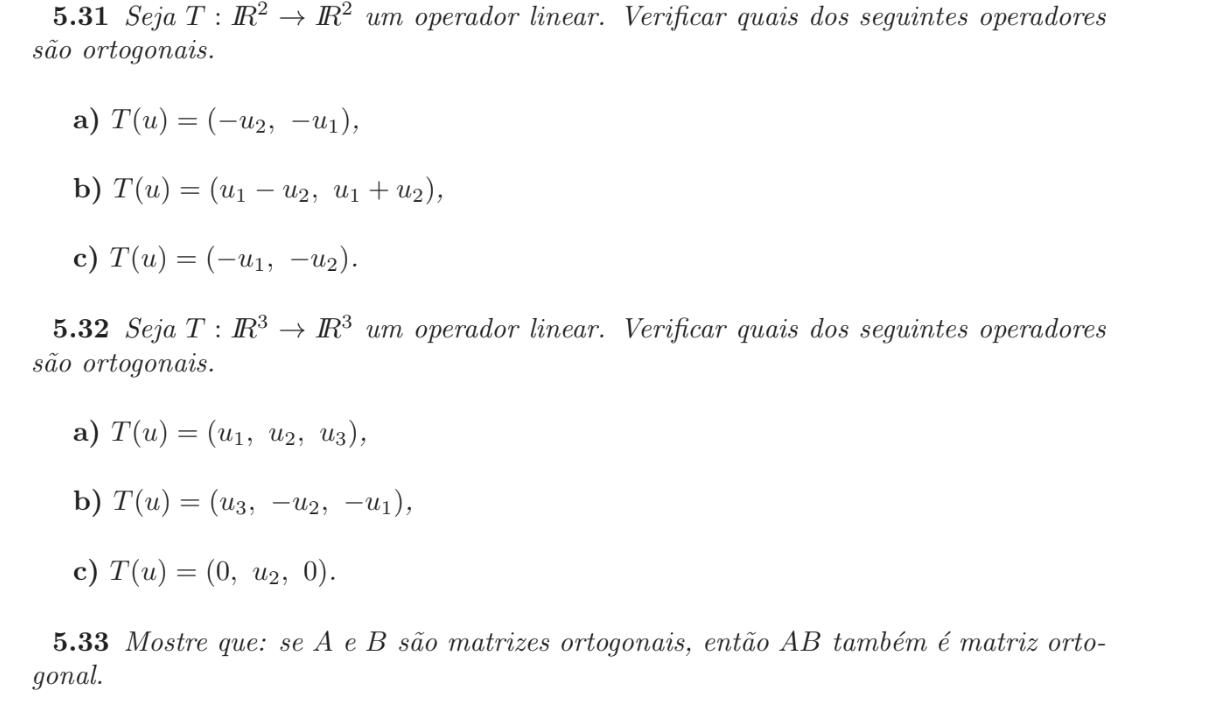 5.31 Seja T : ℝ² → ℝ² um operador linear. Verificar quais dos seguintes operadores
são ortogonais.
a) T(u) = (−u₂, −u₁),
b) T(u) = (u₁ − u₂, u₁ + u₂),
c) T(u) = (−u₁, −u₂).
5.32 Seja T : ℝ³ → ℝ³ um operador linear. Verificar quais dos seguintes operadores
são ortogonais.
a) T(u) = (u₁, u₂, u₃),
b) T(u) = (u₃, −u₂, −u₁),
c) T(u) = (0, u₂, 0).
5.33 Mostre que: se A e B são matrizes ortogonais, então AB também é matriz orto-
gonal.